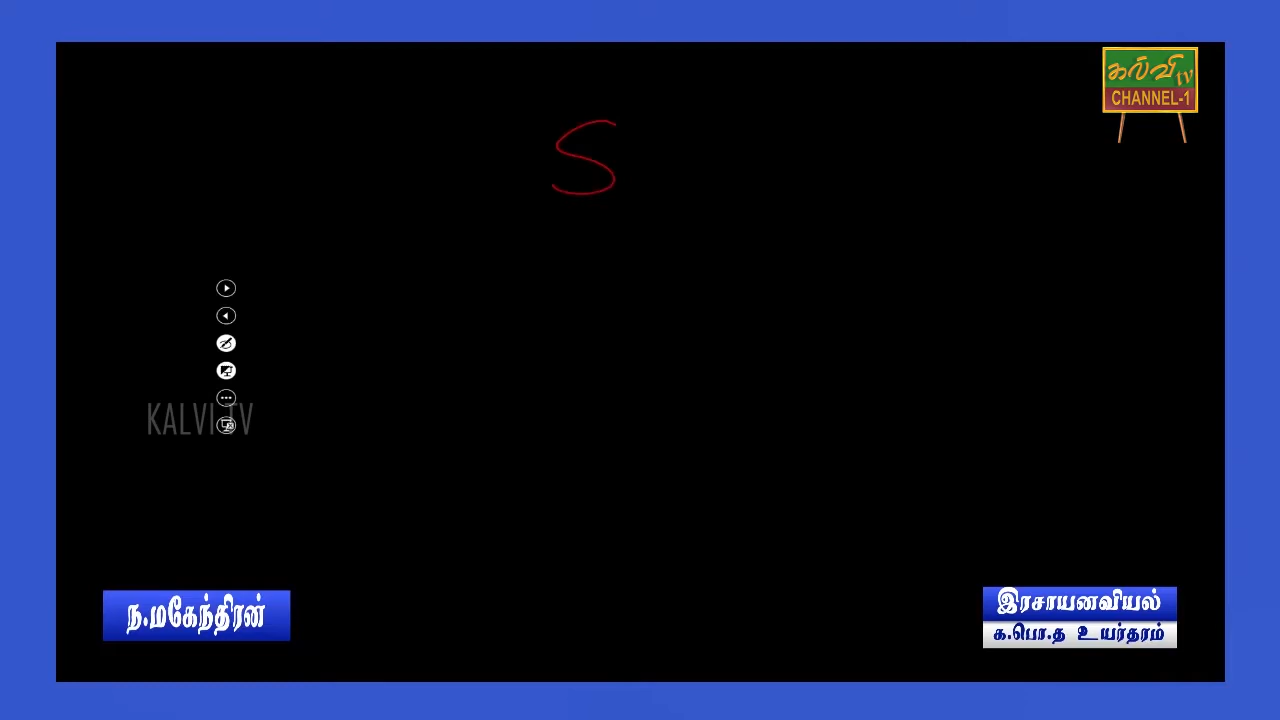 கல்வி tv
CHANNEL-1
S
KALVI TV
ந.மகேந்திரன்
இரசாயனவியல்
க.பொ.த உயர்தரம்